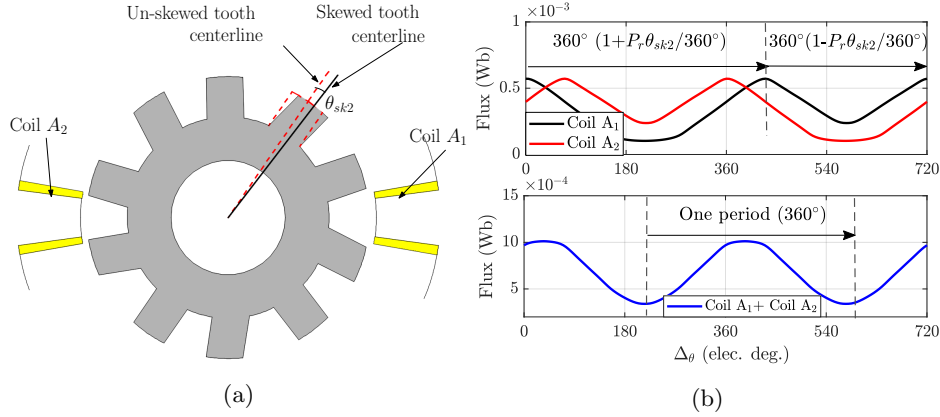 Un-skewed tooth
centerline
Skewed tooth
centerline
θsk2
Coil A2
Coil A1
(a)
×10⁻³
360° (1+Prθsk2/360°)
360°(1-Prθsk2/360°)
Flux (Wb)
1
0.5
0
Coil A1
Coil A2
0 180 360 540 720
×10⁻⁴
One period (360°)
Flux (Wb)
15
10
5
Coil A1+ Coil A2
0 180 360 540 720
Δθ (elec. deg.)
(b)